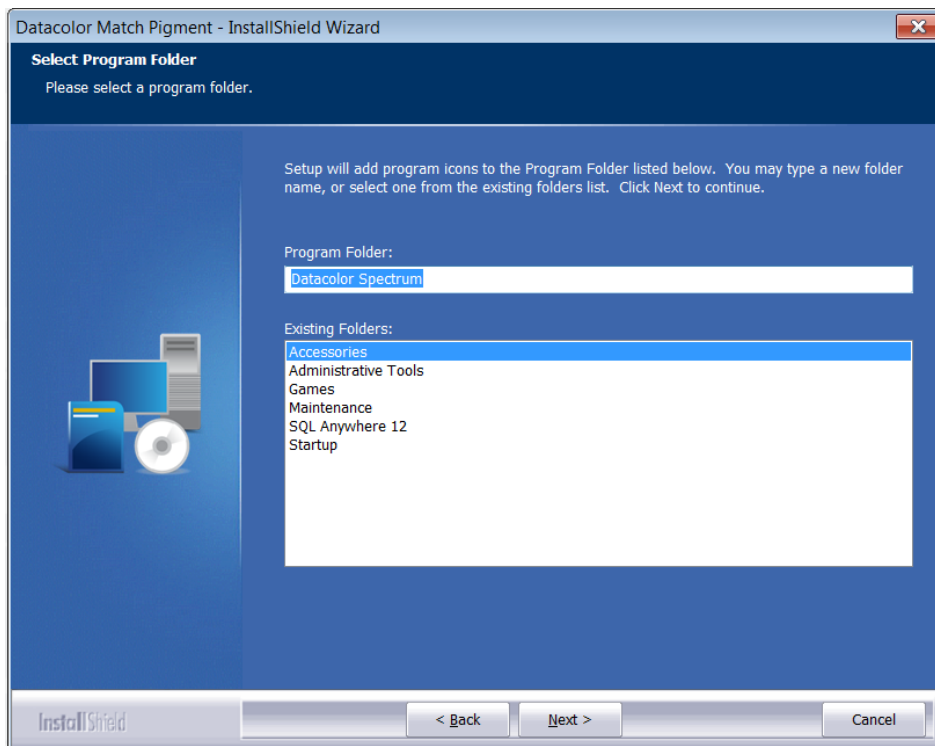 Datacolor Match Pigment - InstallShield Wizard
Select Program Folder
Please select a program folder.
Setup will add program icons to the Program Folder listed below.  You may type a new folder
name, or select one from the existing folders list.  Click Next to continue.
Program Folder:
Datacolor Spectrum
Existing Folders:
Accessories
Administrative Tools
Games
Maintenance
SQL Anywhere 12
Startup
InstallShield
< Back
Next >
Cancel